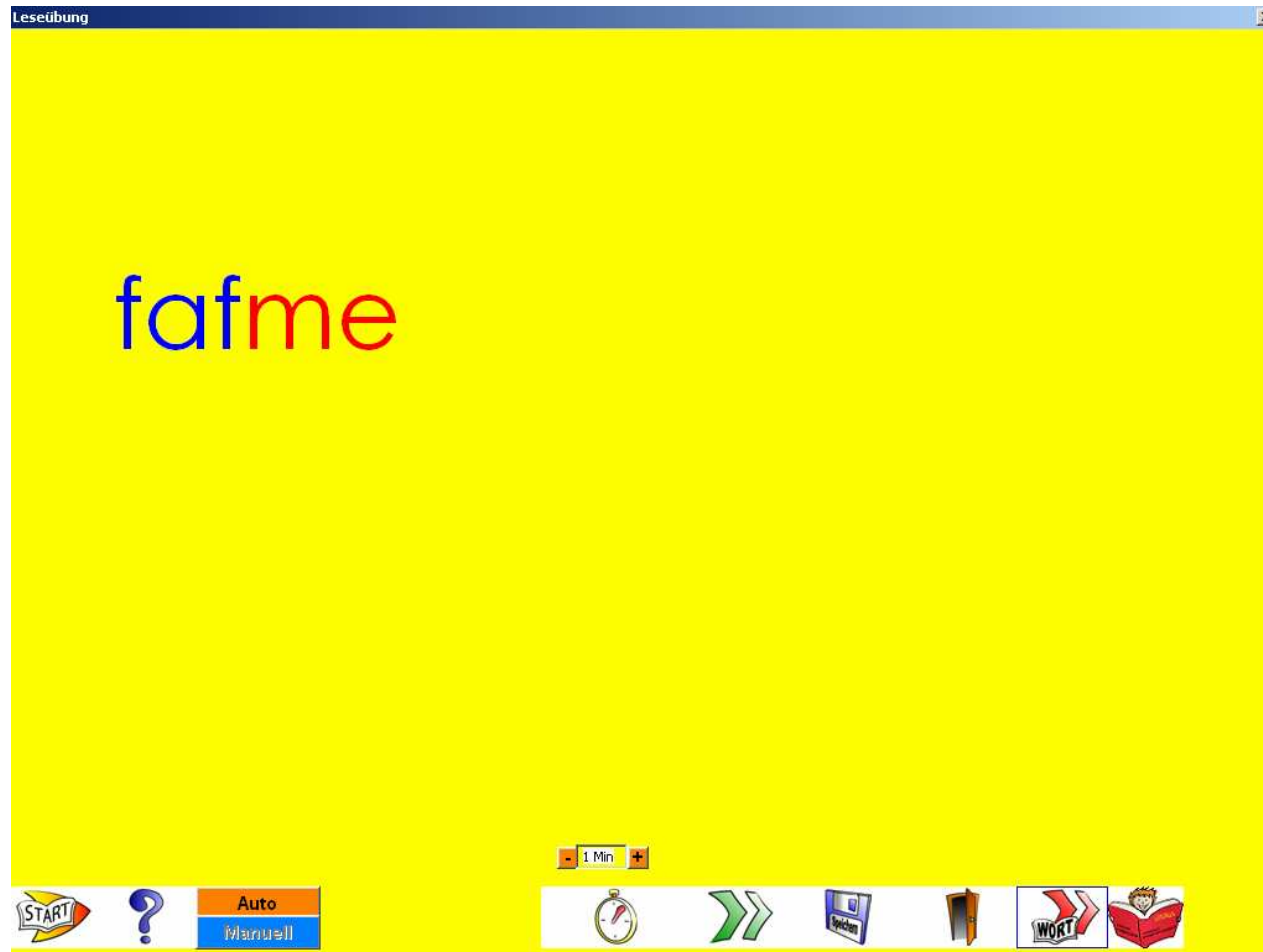 Leseübung
fafme
- 1 Min +
START
Auto
Manuell
Speichern
WORT